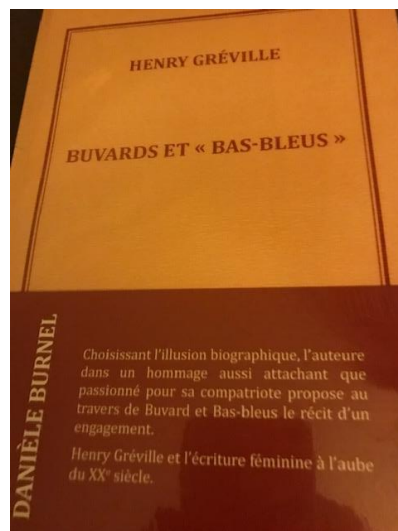 HENRY GRÉVILLE
BUVARDS ET « BAS-BLEUS »
DANIÈLE BURNEL
Choisissant l'illusion biographique, l'auteure
dans un hommage aussi attachant que
passionné pour sa compatriote propose au
travers de Buvard et Bas-bleus le récit d'un
engagement.
Henry Gréville et l'écriture féminine à l'aube
du XXe siècle.